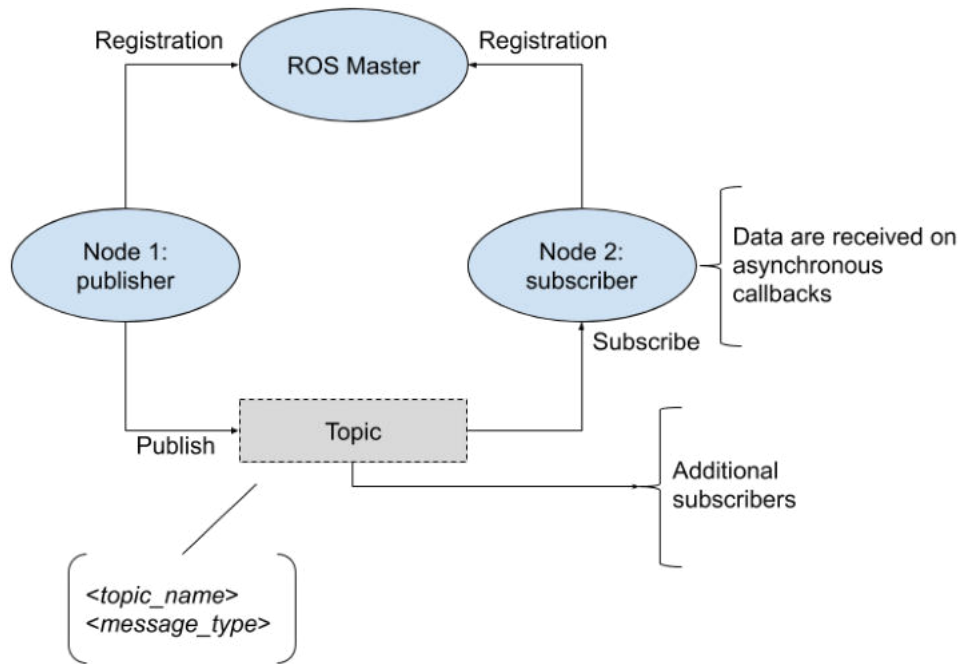 Registration
Registration
ROS Master
Node 1:
publisher
Node 2:
subscriber
Data are received on
asynchronous
callbacks
Subscribe
Publish
Topic
Additional
subscribers
<topic_name>
<message_type>